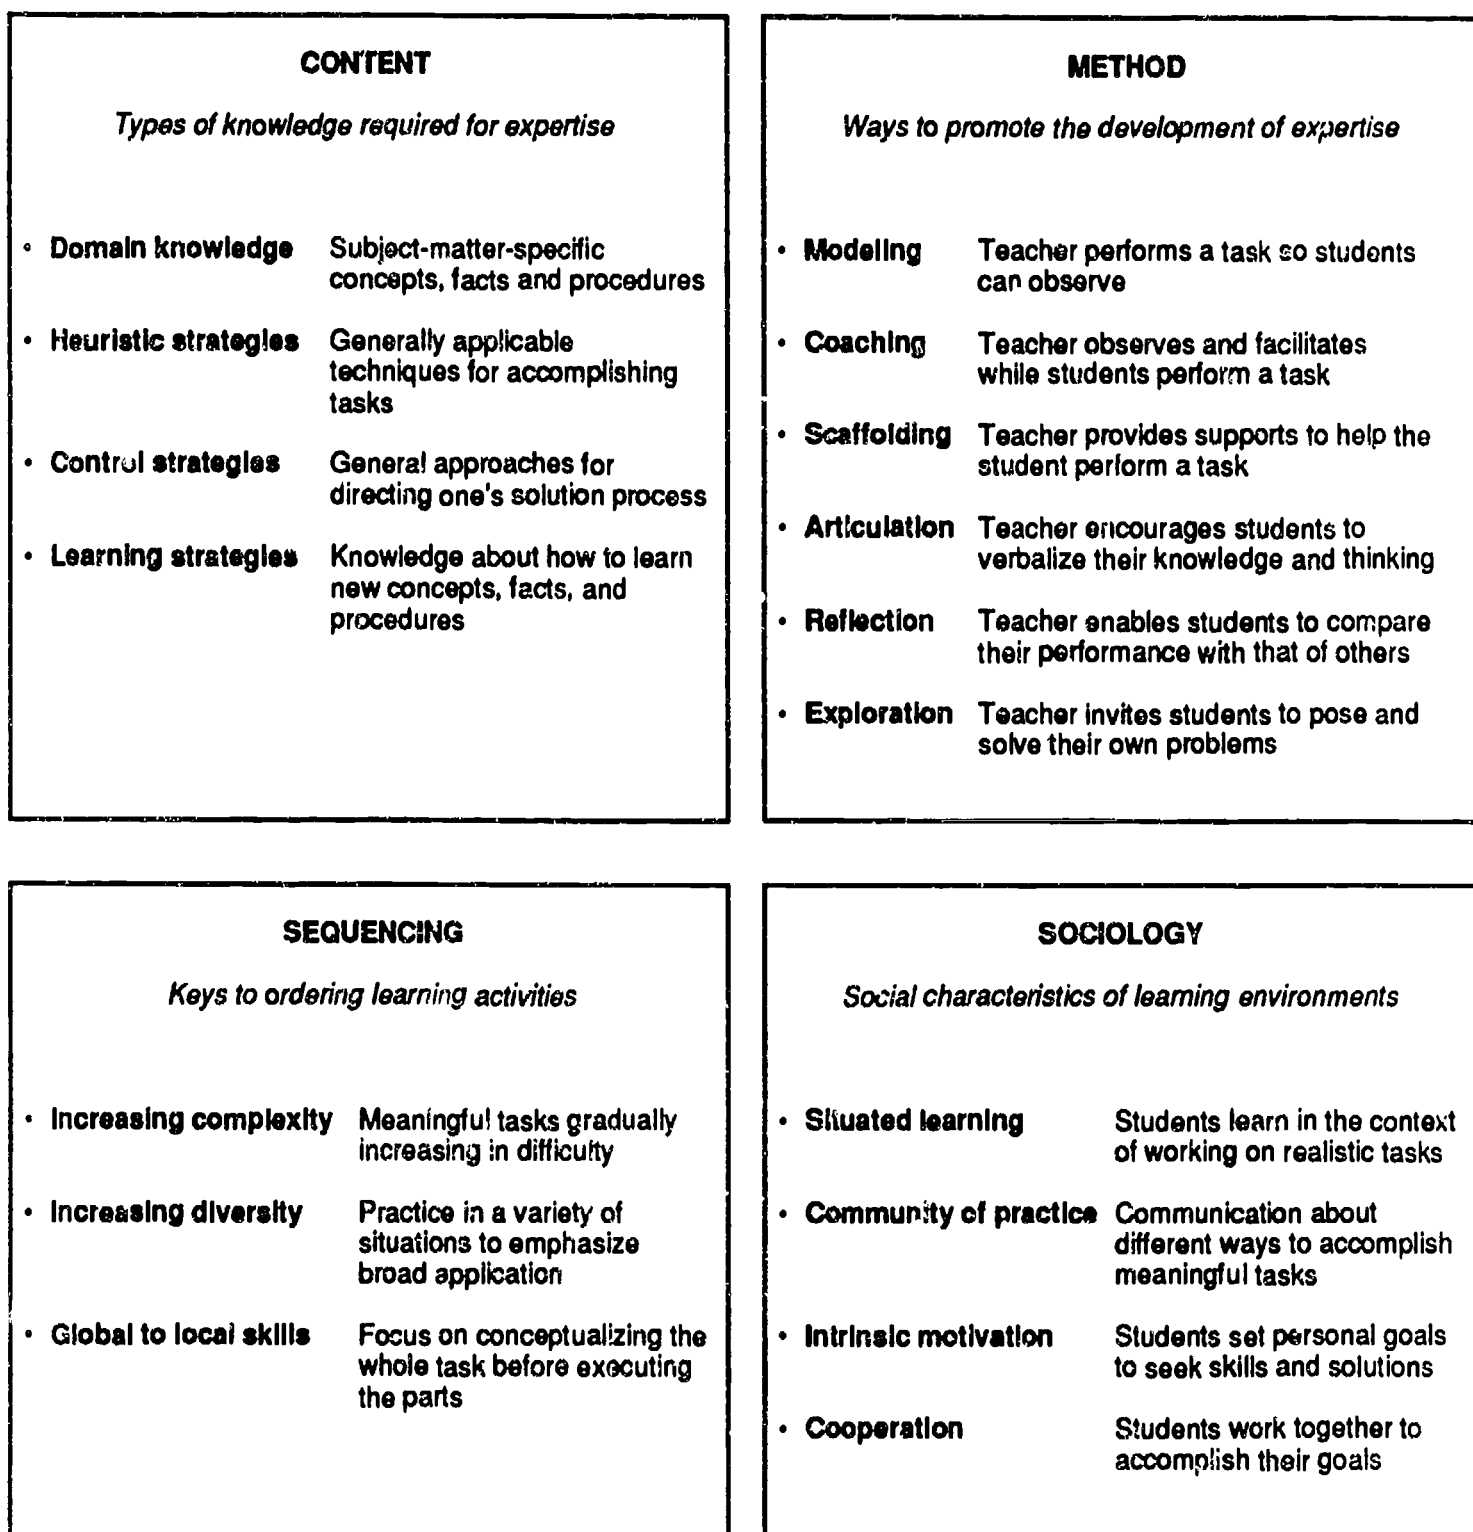 CONTENT
Types of knowledge required for expertise
• Domain knowledge Subject-matter-specific
concepts, facts and procedures
• Heuristic strategies Generally applicable
techniques for accomplishing
tasks
• Control strategies General approaches for
directing one's solution process
• Learning strategies Knowledge about how to learn
new concepts, facts, and
procedures
METHOD
Ways to promote the development of expertise
• Modeling Teacher performs a task so students
can observe
• Coaching Teacher observes and facilitates
while students perform a task
• Scaffolding Teacher provides supports to help the
student perform a task
• Articulation Teacher encourages students to
verbalize their knowledge and thinking
• Reflection Teacher enables students to compare
their performance with that of others
• Exploration Teacher invites students to pose and
solve their own problems
SEQUENCING
Keys to ordering learning activities
• Increasing complexity Meaningful tasks gradually
increasing in difficulty
• Increasing diversity Practice in a variety of
situations to emphasize
broad application
• Global to local skills Focus on conceptualizing the
whole task before executing
the parts
SOCIOLOGY
Social characteristics of learning environments
• Situated learning Students learn in the context
of working on realistic tasks
• Community of practice Communication about
different ways to accomplish
meaningful tasks
• Intrinsic motivation Students set personal goals
to seek skills and solutions
• Cooperation Students work together to
accomplish their goals